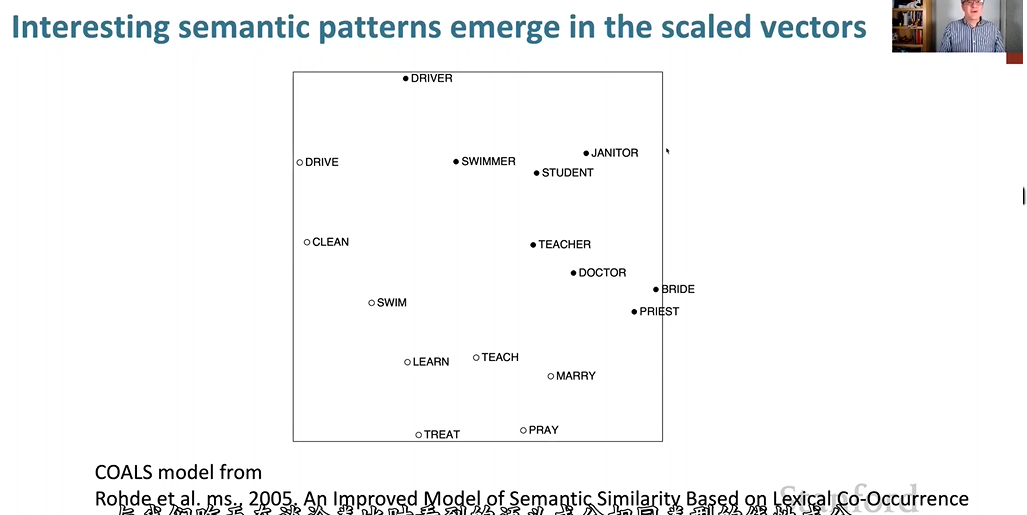 Interesting semantic patterns emerge in the scaled vectors
DRIVER
DRIVE
SWIMMER
JANITOR
STUDENT
CLEAN
TEACHER
DOCTOR
BRIDE
SWIM
PRIEST
LEARN
TEACH
MARRY
TREAT
PRAY
COALS model from
Rohde et al. ms., 2005. An Improved Model of Semantic Similarity Based on Lexical Co-Occurrence
Stanford